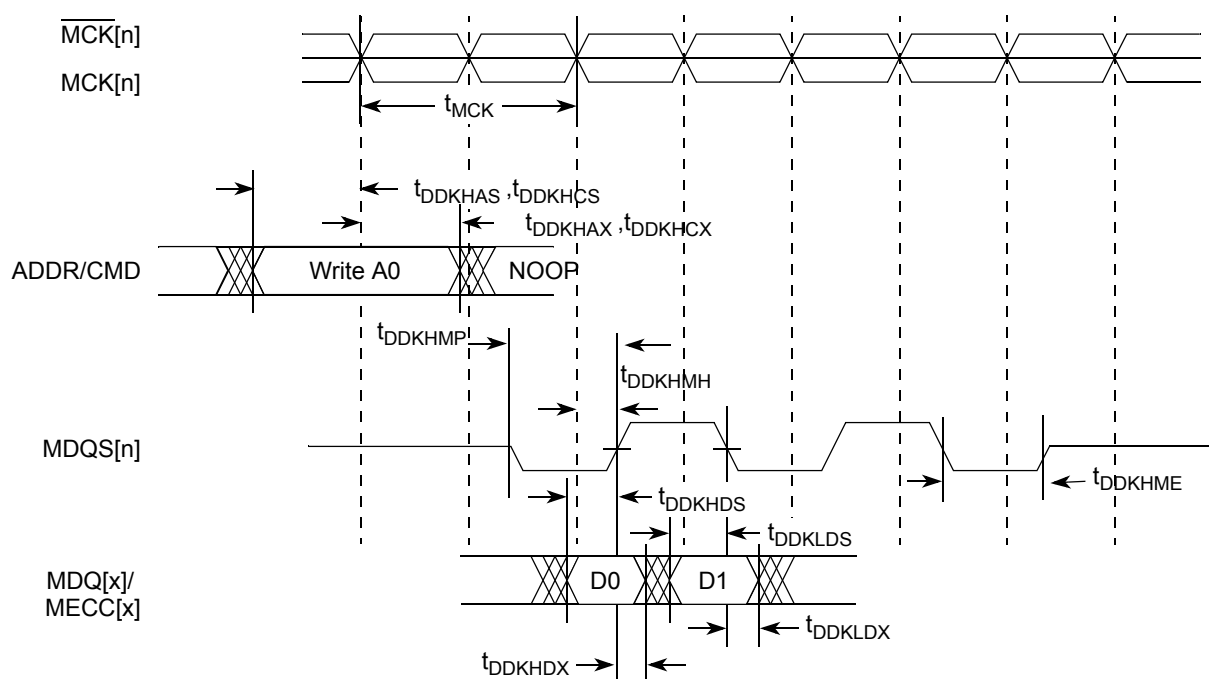 MCK[n]
MCK[n]
tMCK
tDDKHAS ,tDDKHCS
tDDKHAX ,tDDKHCX
ADDR/CMD
Write A0
NOOP
tDDKHMP
tDDKHMH
MDQS[n]
tDDKHME
tDDKHDS
tDDKLDS
MDQ[x]/
MECC[x]
D0
D1
tDDKLDX
tDDKHDX